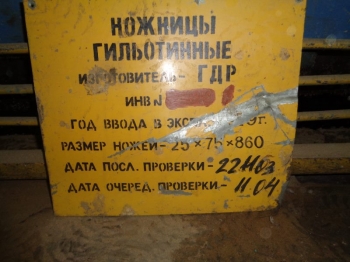 НОЖНИЦЫ
ГИЛЬОТИННЫЕ
ИЗГОТОВИТЕЛЬ- ГДР
ИНВ №
ГОД ВВОДА В г.
РАЗМЕР НОЖЕЙ- 25×75×860
ДАТА ПОСЛ. ПРОВЕРКИ-
ДАТА ОЧЕРЕД. ПРОВЕРКИ- 11 04